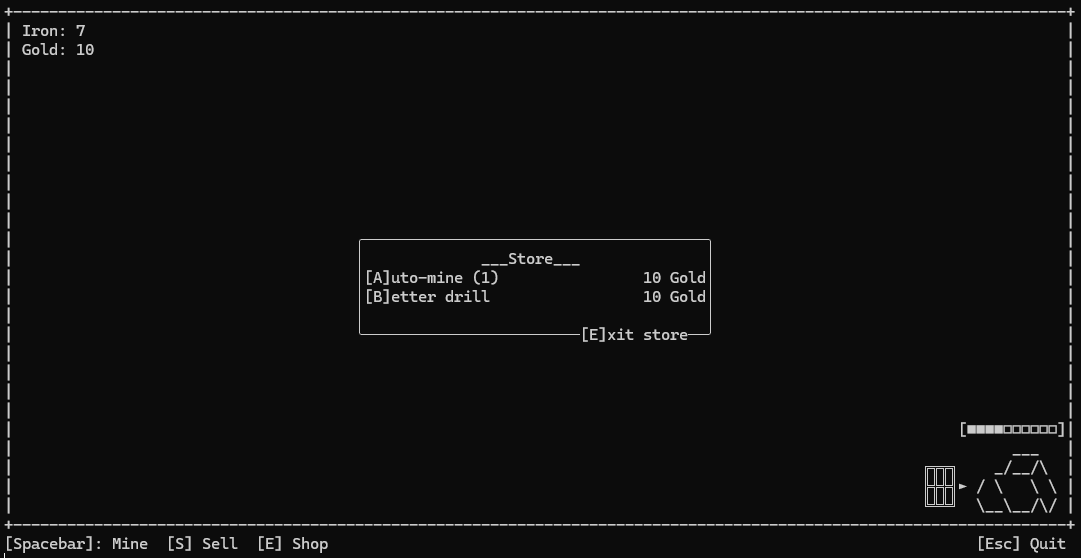 Iron: 7
Gold: 10
___Store___
[A]uto-mine (1) 10 Gold
[B]etter drill 10 Gold
[E]xit store
[Spacebar]: Mine [S] Sell [E] Shop [Esc] Quit